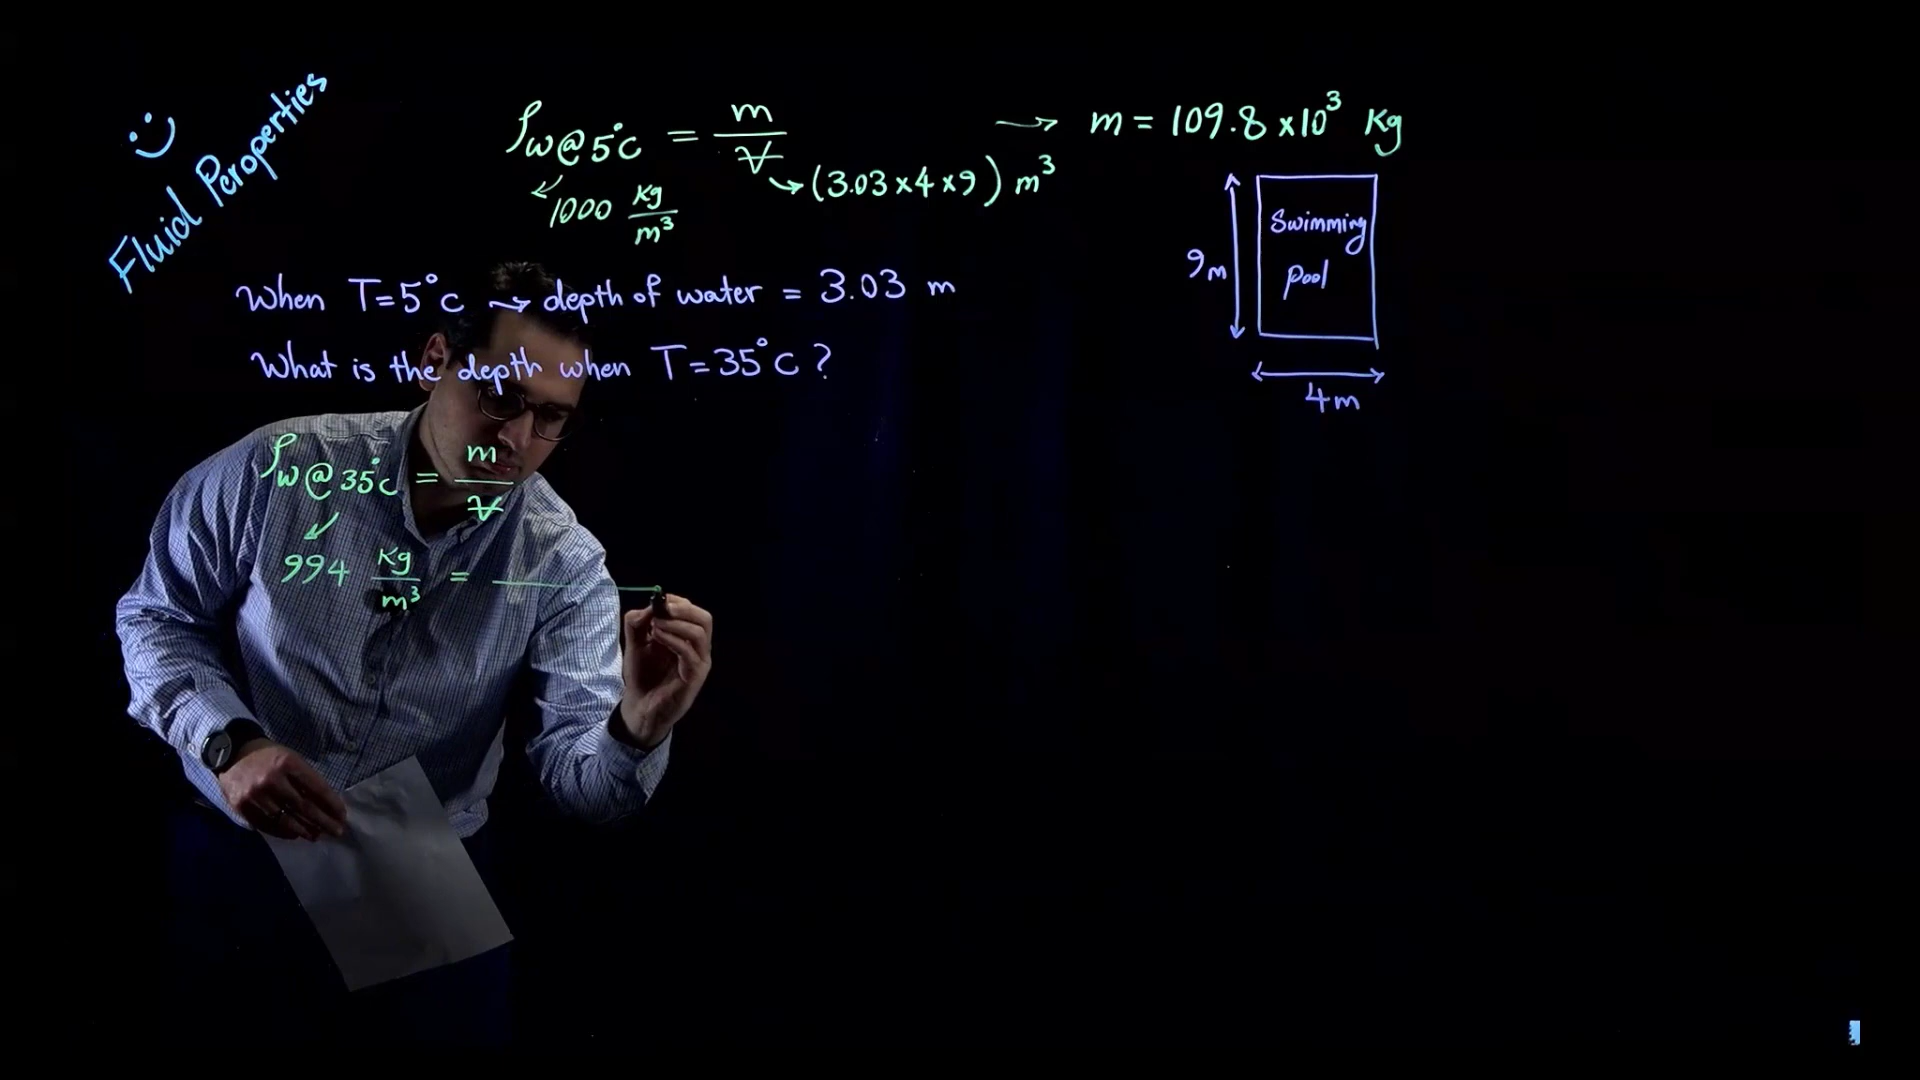 Fluid Peroperties
ρw@5°c = m/V → m = 109.8 x10³ Kg
1000 Kg/m³
(3.03 x 4 x 9) m³
When T=5°c → depth of water = 3.03 m
What is the depth when T=35°c ?
Swimming
pool
9m
4m
ρw@35°c = m/V
994 Kg/m³ =